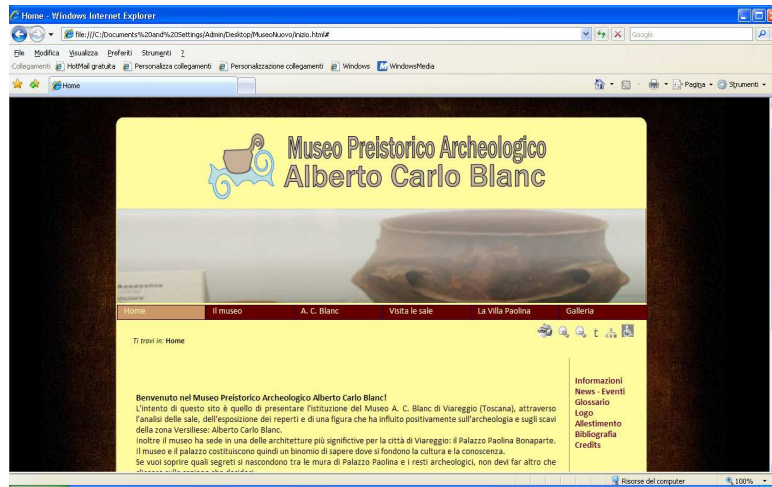 Home - Windows Internet Explorer
file:///C:/Documents%20and%20Settings/Admin/Desktop/MuseoNuovo/inizio.html#
Google
File Modifica Visualizza Preferiti Strumenti ?
Collegamenti HotMail gratuita Personalizza collegamenti Personalizzazione collegamenti Windows WindowsMedia
Home
Pagina Strumenti
Museo Preistorico Archeologico
Alberto Carlo Blanc
Home Il museo A. C. Blanc Visita le sale La Villa Paolina Galleria
t
Ti trovi in: Home
Benvenuto nel Museo Preistorico Archeologico Alberto Carlo Blanc!
L'intento di questo sito è quello di presentare l'istituzione del Museo A. C. Blanc di Viareggio (Toscana), attraverso
l'analisi delle sale, dell'esposizione dei reperti e di una figura che ha influito positivamente sull'archeologia e sugli scavi
della zona Versiliese: Alberto Carlo Blanc.
Inoltre il museo ha sede in una delle architetture più significtive per la città di Viareggio: il Palazzo Paolina Bonaparte.
Il museo e il palazzo costituiscono quindi un binomio di sapere dove si fondono la cultura e la conoscenza.
Se vuoi soprire quali segreti si nascondono tra le mura di Palazzo Paolina e i resti archeologici, non devi far altro che
Informazioni
News - Eventi
Glossario
Logo
Allestimento
Bibliografia
Credits
Risorse del computer
100%